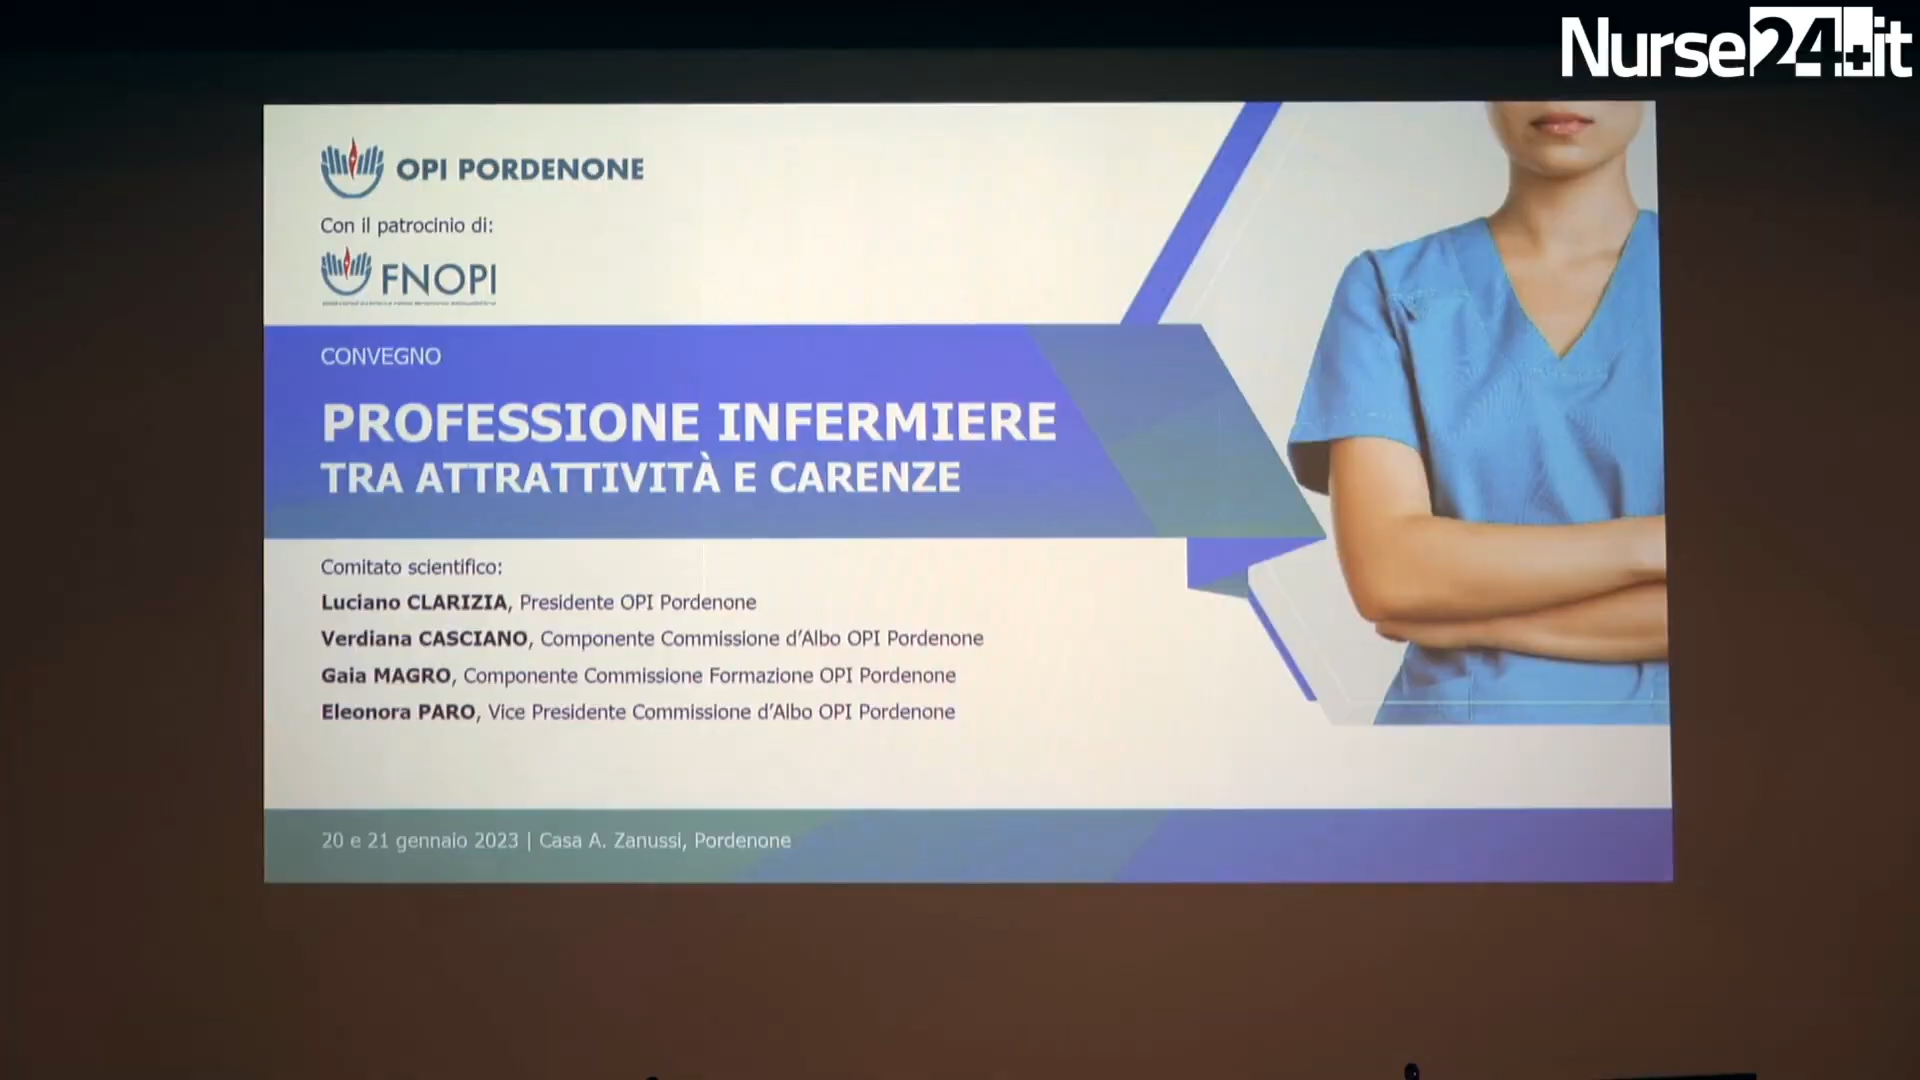 Nurse24.it
OPI PORDENONE
Con il patrocinio di:
FNOPI
CONVEGNO
PROFESSIONE INFERMIERE
TRA ATTRATTIVITÀ E CARENZE
Comitato scientifico:
Luciano CLARIZIA, Presidente OPI Pordenone
Verdiana CASCIANO, Componente Commissione d’Albo OPI Pordenone
Gaia MAGRO, Componente Commissione Formazione OPI Pordenone
Eleonora PARO, Vice Presidente Commissione d’Albo OPI Pordenone
20 e 21 gennaio 2023 | Casa A. Zanussi, Pordenone